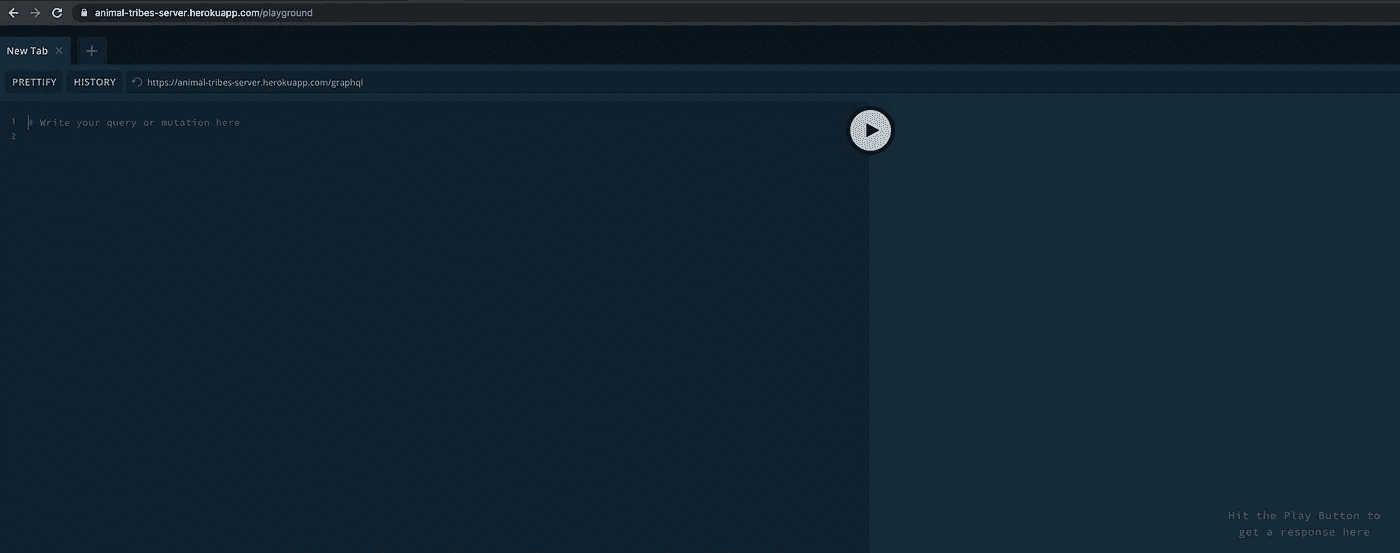 animal-tribes-server.herokuapp.com/playground
New Tab
PRETTIFY HISTORY https://animal-tribes-server.herokuapp.com/graphql
1 # Write your query or mutation here
2
Hit the Play Button to
get a response here